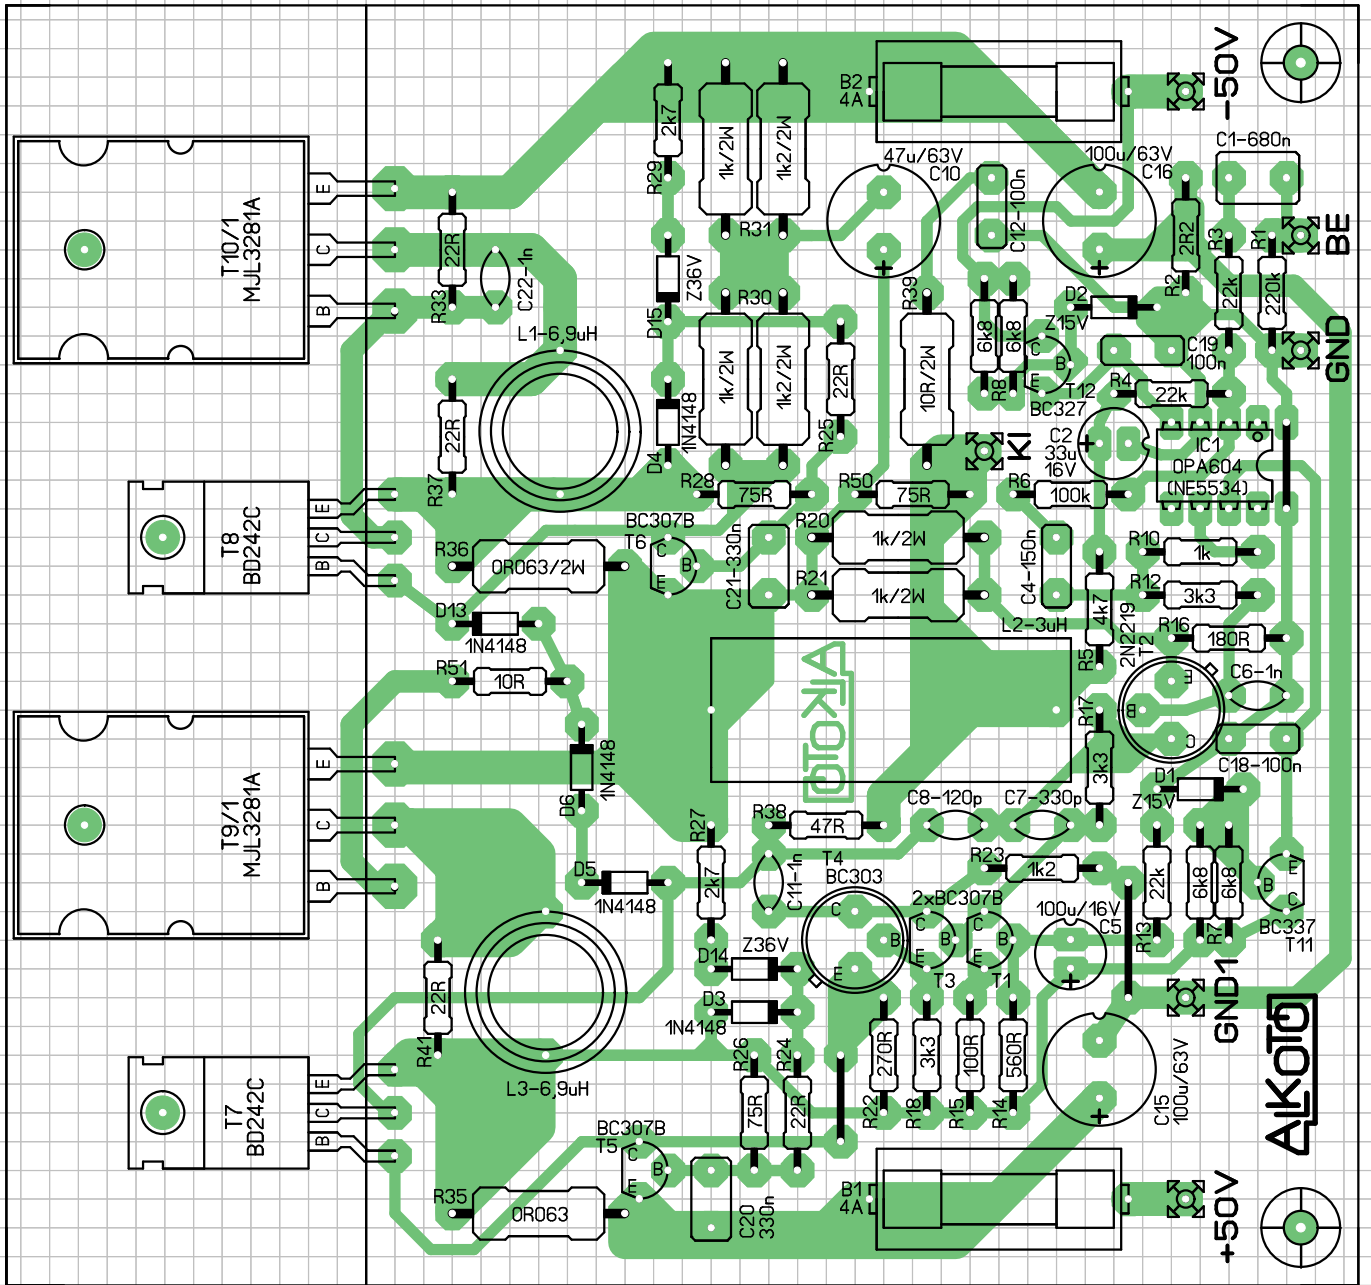 B2
4A
-50V
C1-680n
47u/63V
C10
100u/63V
C16
2k7
1k/2W
1k2/2W
R29
R31
C12-100n
2R2
R2
R3
R1
BE
E
C
B
T10/1
MJL3281A
22R
R33
C22-1n
Z36V
D15
R30
R39
D2
Z15V
22k
220k
GND
L1-6,9uH
1k/2W
1k2/2W
22R
R25
10R/2W
6k8
6k8
R8
C
B
E
T12
BC327
C19
100n
R4
22k
22R
R37
1N4148
D4
KI
C2
33u
16V
IC1
OPA604
(NE5534)
R28
75R
R50
75R
R6
100k
E
C
B
T8
BD242C
BC307B
T6
C
B
E
C21-330n
R20
1k/2W
R21
1k/2W
C4-150n
R10
1k
R12
3k3
R36
0R063/2W
D13
1N4148
4k7
R5
2N2219
T2
R16
180R
L2-3uH
R51
10R
ALKOTO
E
B
C
C6-1n
C18-100n
E
C
B
T9/1
MJL3281A
1N4148
D6
R17
3k3
D1
Z15V
R27
2k7
R38
47R
C8-120p
C7-330p
D5
1N4148
C11-1n
T4
BC303
C
B
E
2xBC307B
R23
1k2
22k
R13
6k8
6k8
R7
E
B
C
BC337
T11
100u/16V
C5
C
B
E
T3
C
B
E
T1
D14
Z36V
D3
1N4148
22R
R41
L3-6,9uH
GND1
R26
75R
R24
22R
270R
R22
3k3
R18
100R
R15
560R
R14
C15
100u/63V
ALKOTO
E
C
B
T7
BD242C
BC307B
T5
C
B
E
R35
0R063
C20
330n
B1
4A
+50V